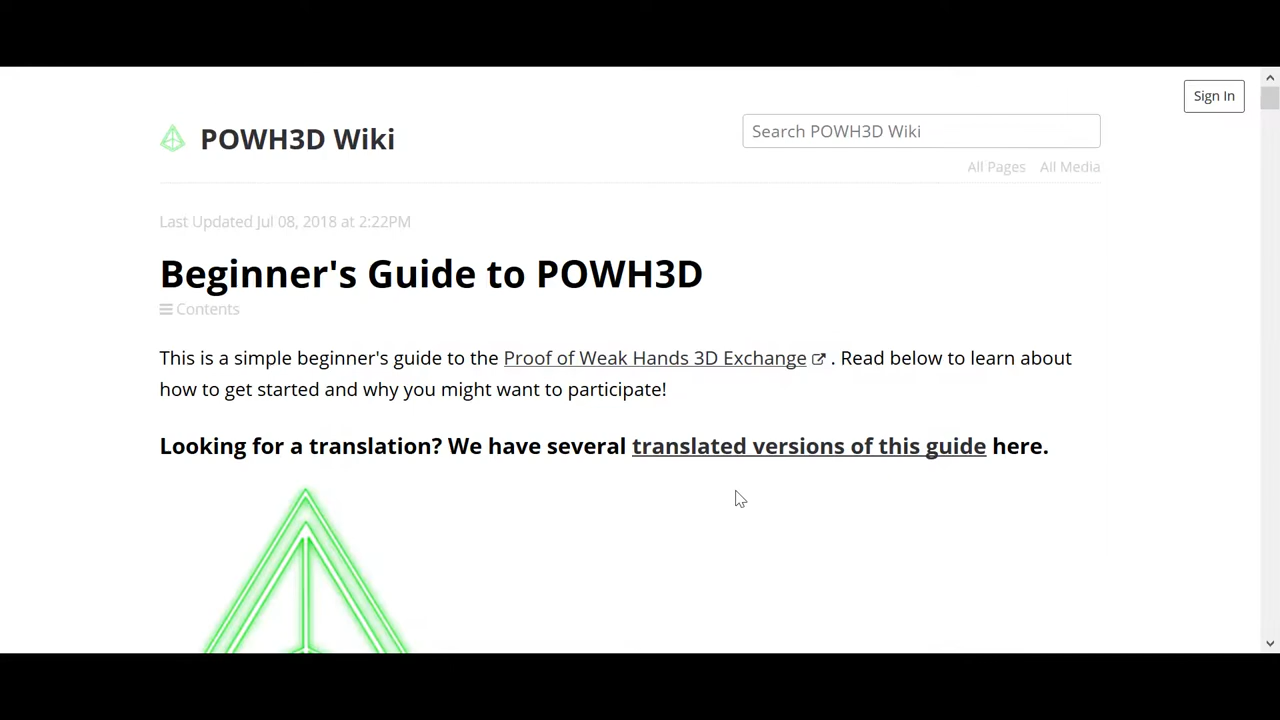 Sign In
POWH3D Wiki
Search POWH3D Wiki
All Pages All Media
Last Updated Jul 08, 2018 at 2:22PM
Beginner's Guide to POWH3D
Contents
This is a simple beginner's guide to the Proof of Weak Hands 3D Exchange . Read below to learn about
how to get started and why you might want to participate!
Looking for a translation? We have several translated versions of this guide here.